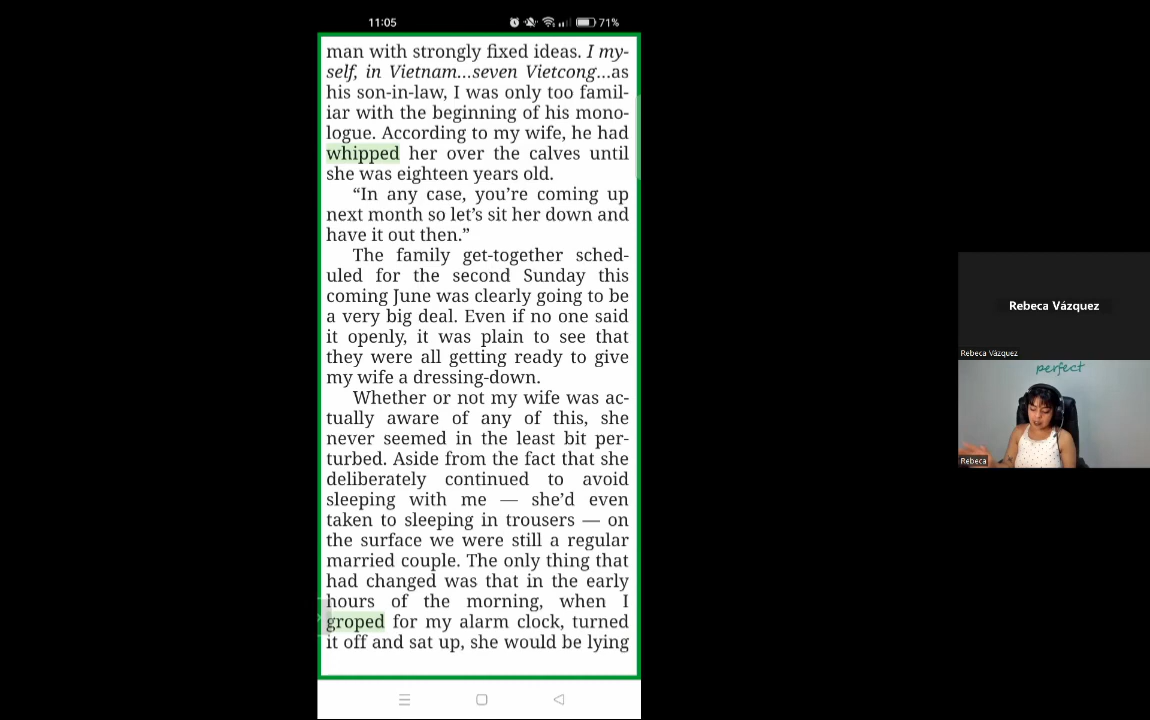 11:05
71%
man with strongly fixed ideas. I my-
self, in Vietnam...seven Vietcong...as
his son-in-law, I was only too famil-
iar with the beginning of his mono-
logue. According to my wife, he had
whipped her over the calves until
she was eighteen years old.
“In any case, you’re coming up
next month so let’s sit her down and
have it out then.”
The family get-together sched-
uled for the second Sunday this
coming June was clearly going to be
a very big deal. Even if no one said
it openly, it was plain to see that
they were all getting ready to give
my wife a dressing-down.
Whether or not my wife was ac-
tually aware of any of this, she
never seemed in the least bit per-
turbed. Aside from the fact that she
deliberately continued to avoid
sleeping with me — she’d even
taken to sleeping in trousers — on
the surface we were still a regular
married couple. The only thing that
had changed was that in the early
hours of the morning, when I
groped for my alarm clock, turned
it off and sat up, she would be lying
Rebeca Vázquez
Rebeca Vázquez
perfect
Rebeca